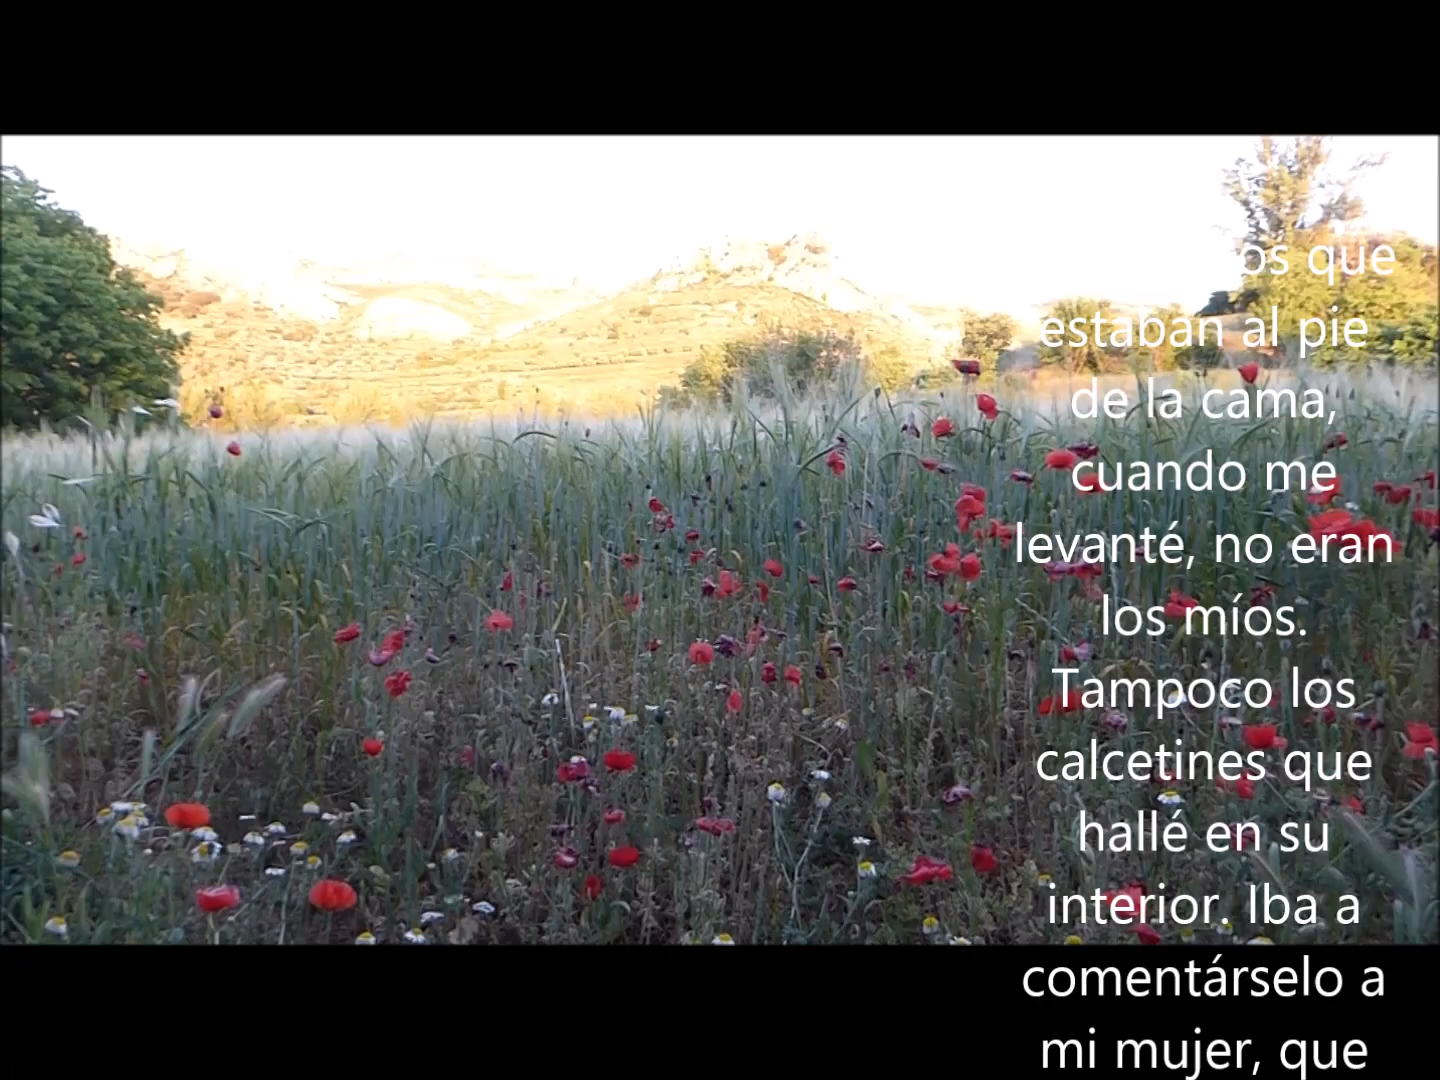 que
estaban al pie
de la cama,
cuando me
levanté, no eran
los míos.
Tampoco los
calcetines que
hallé en su
interior. Iba a
comentárselo a
mi mujer, que